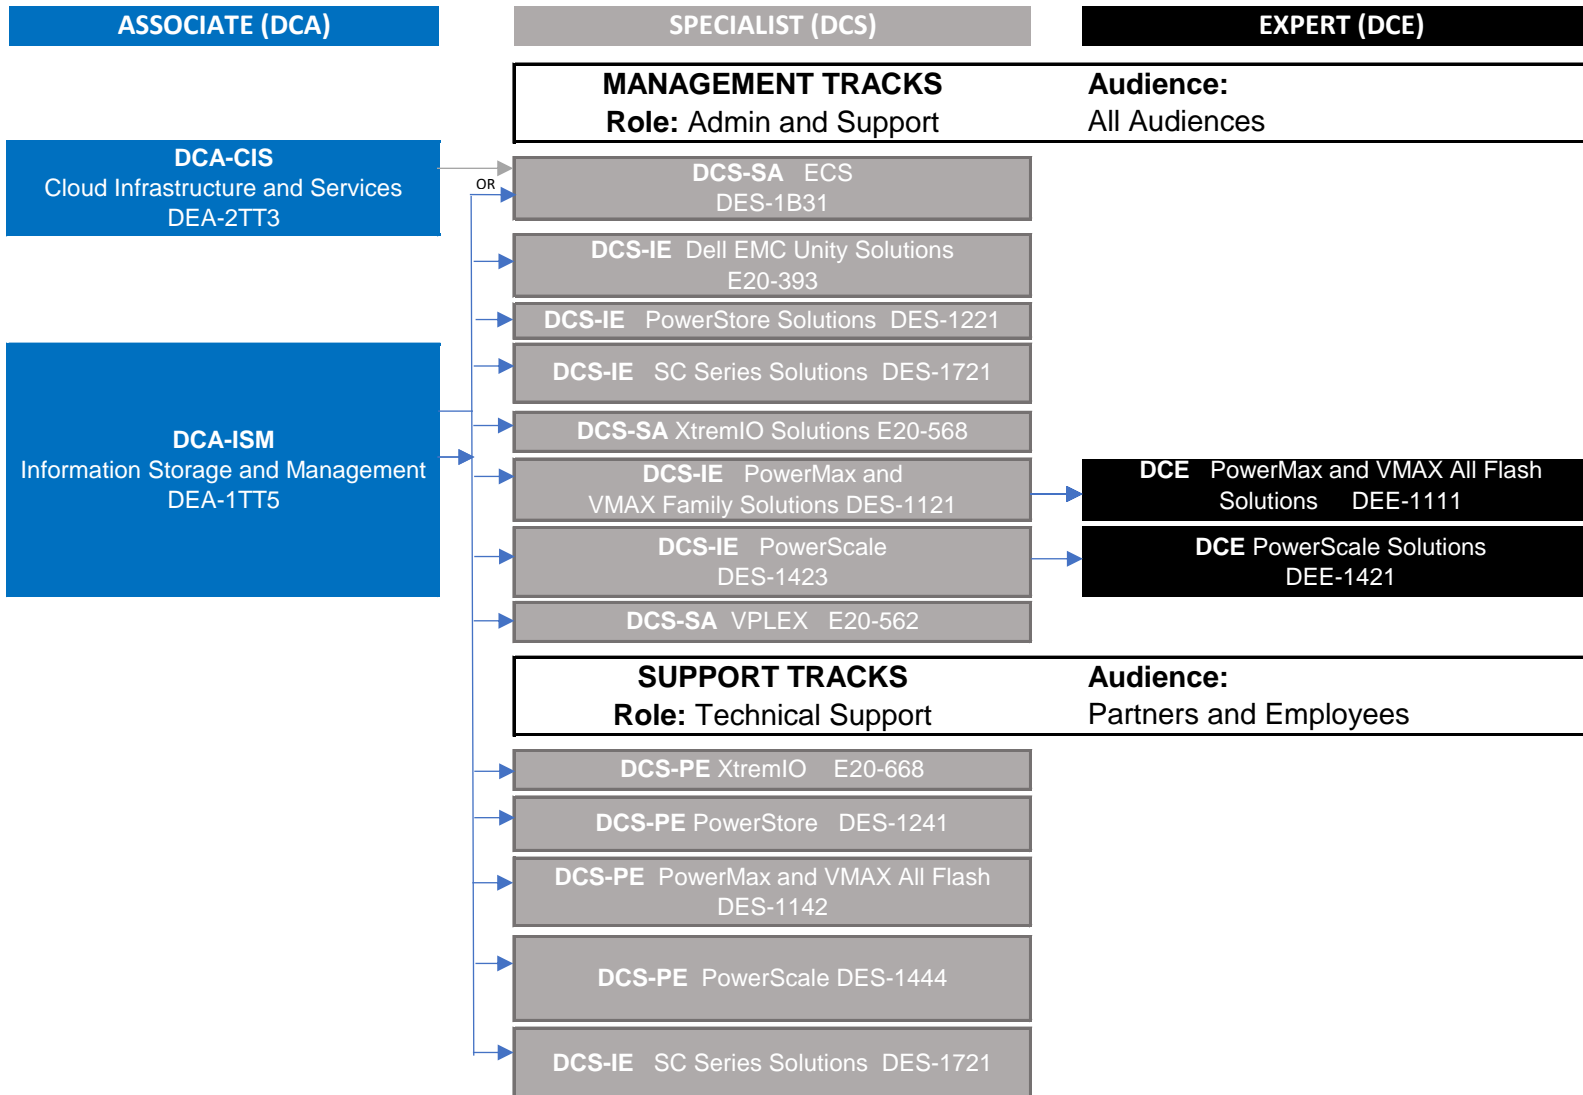 ASSOCIATE (DCA)
SPECIALIST (DCS)
EXPERT (DCE)
MANAGEMENT TRACKS
Role: Admin and Support
Audience:
All Audiences
DCA-CIS
Cloud Infrastructure and Services
DEA-2TT3
OR
DCS-SA ECS
DES-1B31
DCS-IE Dell EMC Unity Solutions
E20-393
DCS-IE PowerStore Solutions DES-1221
DCS-IE SC Series Solutions DES-1721
DCA-ISM
Information Storage and Management
DEA-1TT5
DCS-SA XtremIO Solutions E20-568
DCS-IE PowerMax and
VMAX Family Solutions DES-1121
DCE PowerMax and VMAX All Flash
Solutions DEE-1111
DCS-IE PowerScale
DES-1423
DCE PowerScale Solutions
DEE-1421
DCS-SA VPLEX E20-562
SUPPORT TRACKS
Role: Technical Support
Audience:
Partners and Employees
DCS-PE XtremIO E20-668
DCS-PE PowerStore DES-1241
DCS-PE PowerMax and VMAX All Flash
DES-1142
DCS-PE PowerScale DES-1444
DCS-IE SC Series Solutions DES-1721